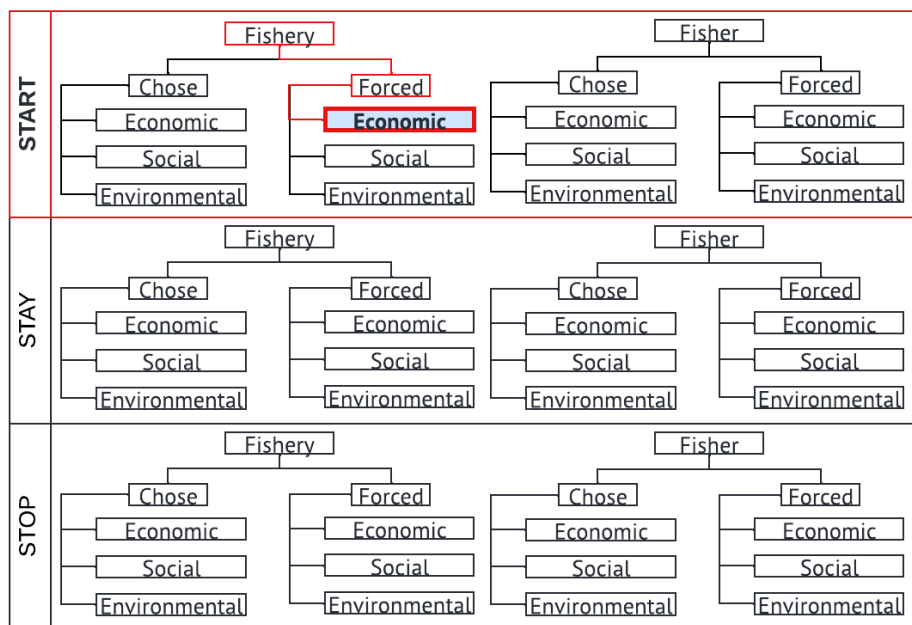 START
Fishery Fisher
Chose Forced Chose Forced
Economic Economic Economic Economic
Social Social Social Social
Environmental Environmental Environmental Environmental
STAY
Fishery Fisher
Chose Forced Chose Forced
Economic Economic Economic Economic
Social Social Social Social
Environmental Environmental Environmental Environmental
STOP
Fishery Fisher
Chose Forced Chose Forced
Economic Economic Economic Economic
Social Social Social Social
Environmental Environmental Environmental Environmental